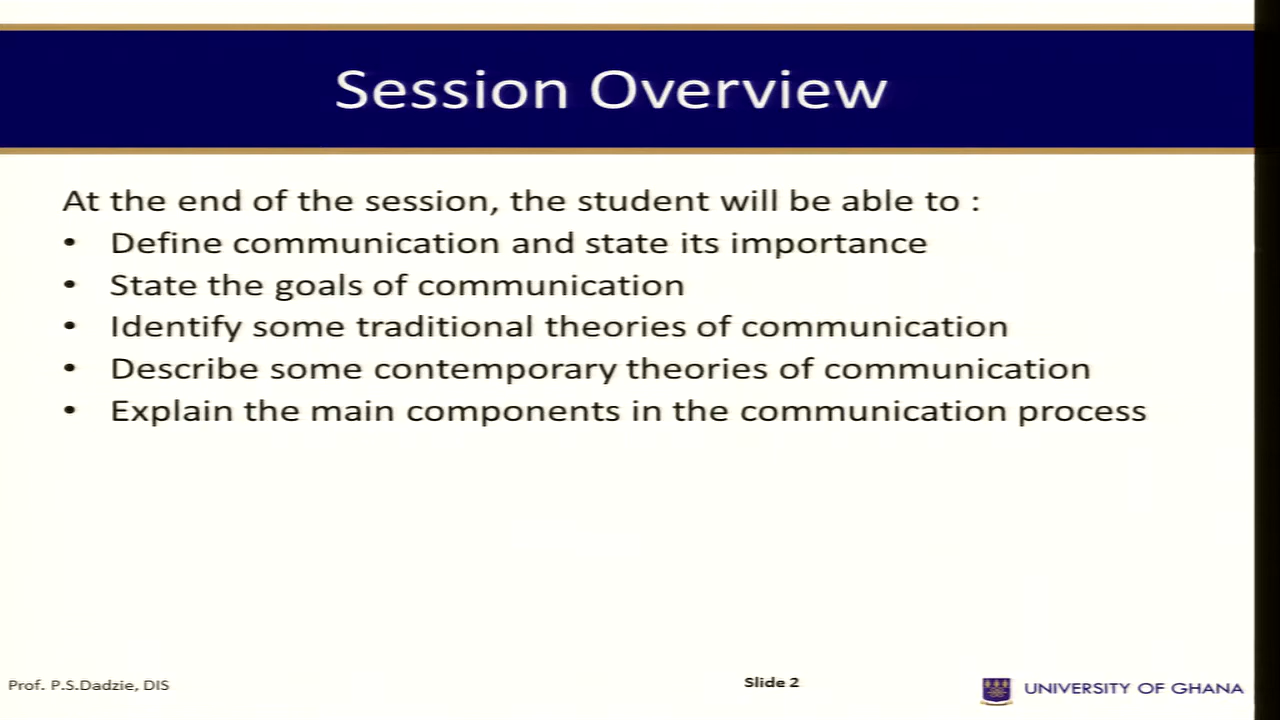 Session Overview
At the end of the session, the student will be able to :
• Define communication and state its importance
• State the goals of communication
• Identify some traditional theories of communication
• Describe some contemporary theories of communication
• Explain the main components in the communication process
Prof. P.S.Dadzie, DIS
Slide 2
UNIVERSITY OF GHANA